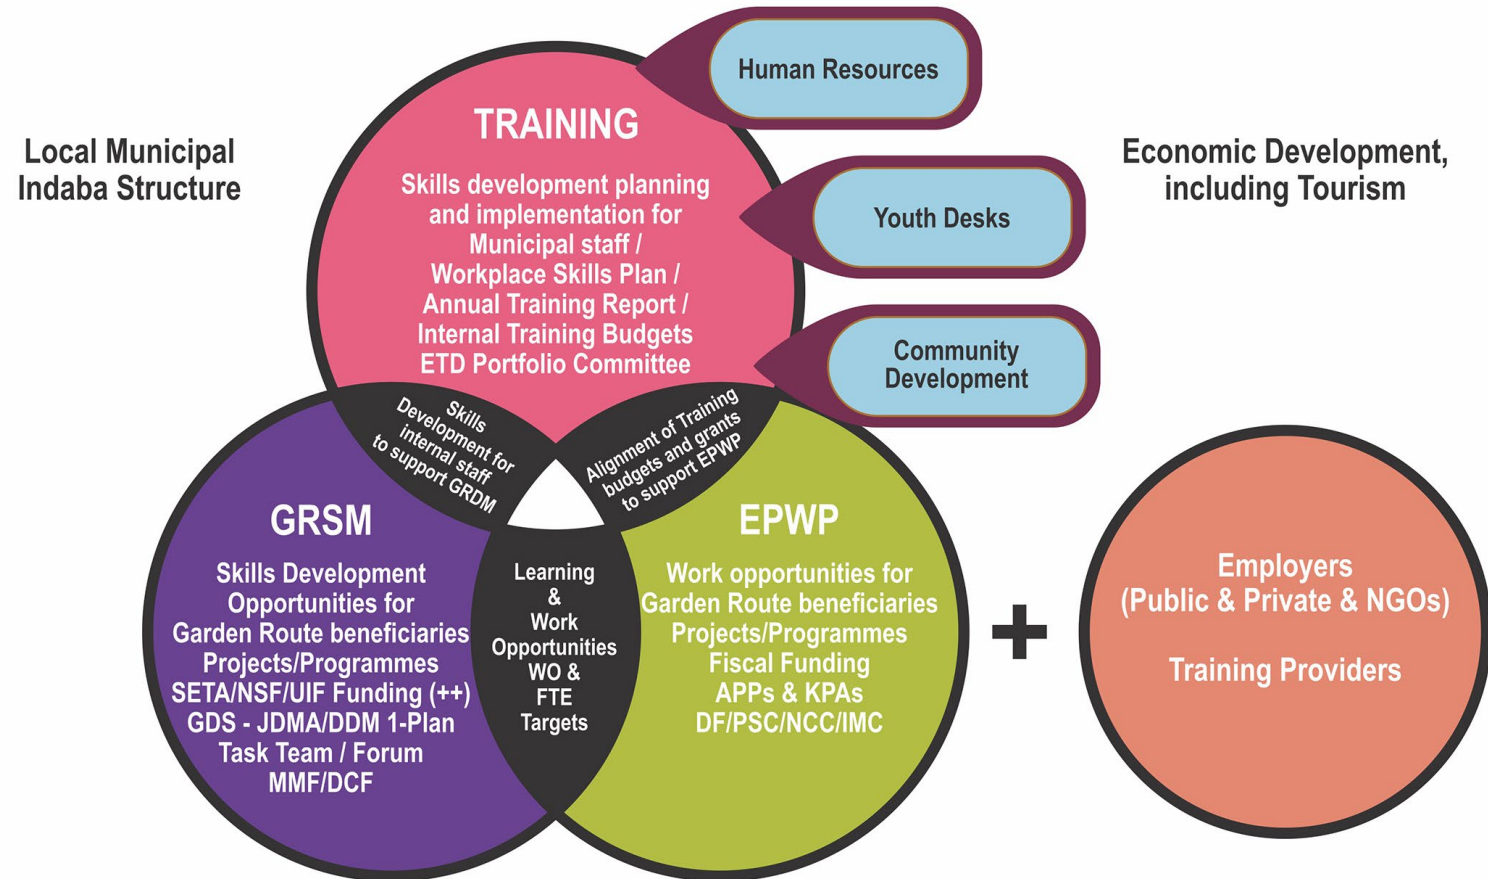 Local Municipal
Indaba Structure
TRAINING
Skills development planning
and implementation for
Municipal staff /
Workplace Skills Plan /
Annual Training Report /
Internal Training Budgets
ETD Portfolio Committee
Human Resources
Youth Desks
Community
Development
Economic Development,
including Tourism
Skills
Development for
internal staff
to support GRDM
Alignment of Training
budgets and grants
to support EPWP
GRSM
Skills Development
Opportunities for
Garden Route beneficiaries
Projects/Programmes
SETA/NSF/UIF Funding (++)
GDS - JDMA/DDM 1-Plan
Task Team / Forum
MMF/DCF
Learning
&
Work
Opportunities
WO &
FTE
Targets
EPWP
Work opportunities for
Garden Route beneficiaries
Projects/Programmes
Fiscal Funding
APPs & KPAs
DF/PSC/NCC/IMC
+
Employers
(Public & Private & NGOs)
Training Providers